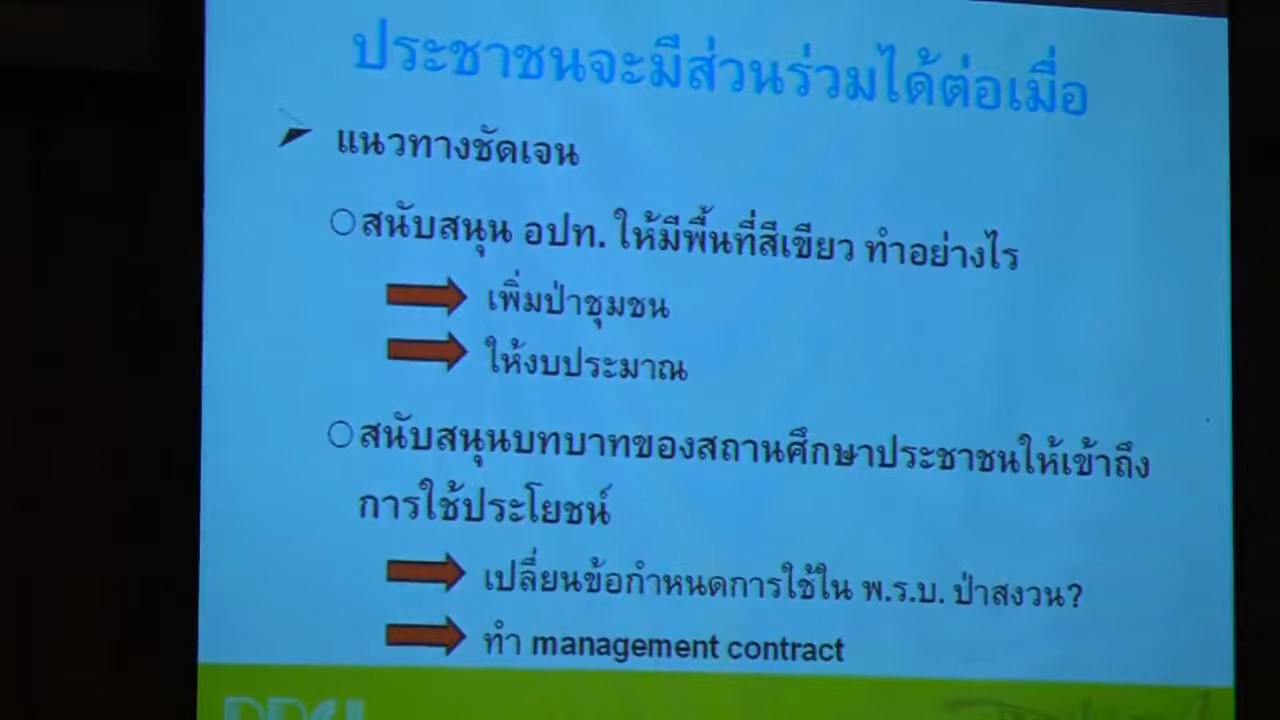 ประชาชนจะมีส่วนร่วมได้ต่อเมื่อ
แนวทางชัดเจน
สนับสนุน อปท. ให้มีพื้นที่สีเขียว ทำอย่างไร
เพิ่มป่าชุมชน
ให้งบประมาณ
สนับสนุนบทบาทของสถานศึกษาประชาชนให้เข้าถึง
การใช้ประโยชน์
เปลี่ยนข้อกำหนดการใช้ใน พ.ร.บ. ป่าสงวน?
ทำ management contract